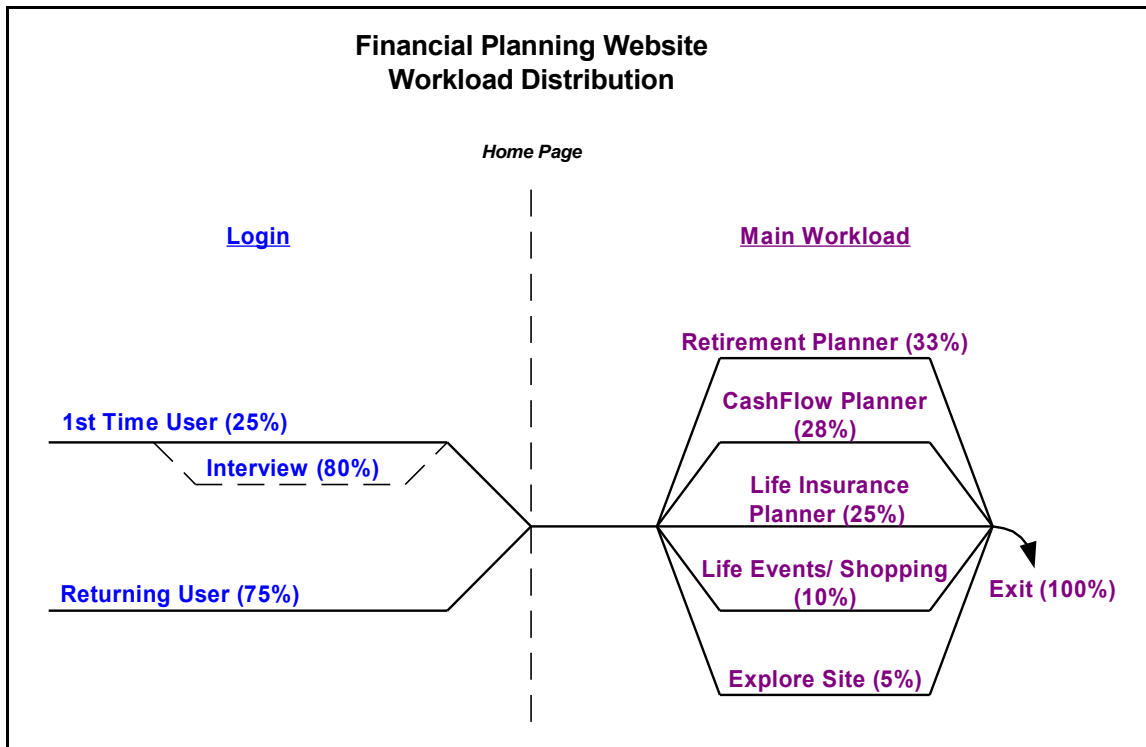 Financial Planning Website
Workload Distribution
Home Page
Login
Main Workload
Retirement Planner (33%)
CashFlow Planner
(28%)
1st Time User (25%)
Interview (80%)
Life Insurance
Planner (25%)
Life Events/ Shopping
(10%)
Returning User (75%)
Exit (100%)
Explore Site (5%)